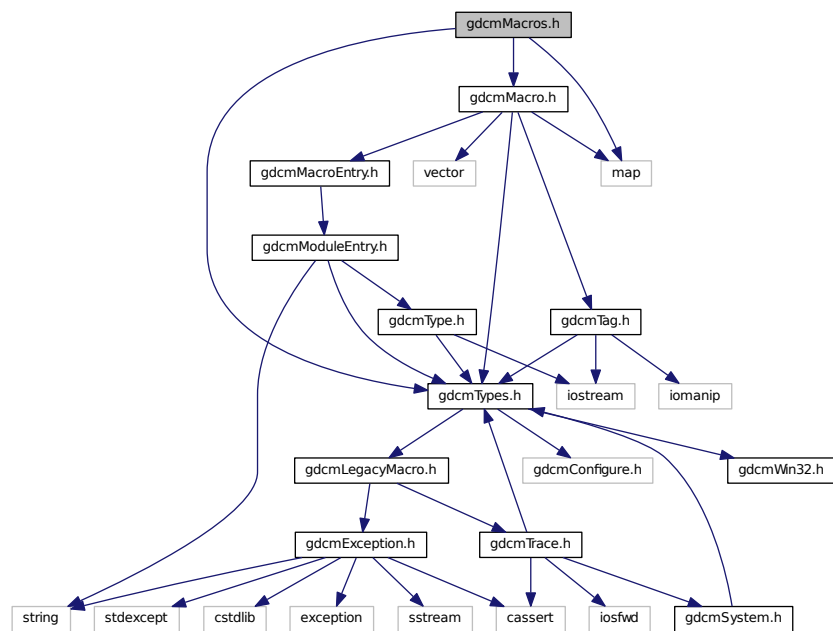 gdcmMacros.h
gdcmMacro.h
gdcmMacroEntry.h
vector
map
gdcmModuleEntry.h
gdcmType.h
gdcmTag.h
gdcmTypes.h
iostream
iomanip
gdcmLegacyMacro.h
gdcmConfigure.h
gdcmWin32.h
gdcmException.h
gdcmTrace.h
string
stdexcept
cstdlib
exception
sstream
cassert
iosfwd
gdcmSystem.h